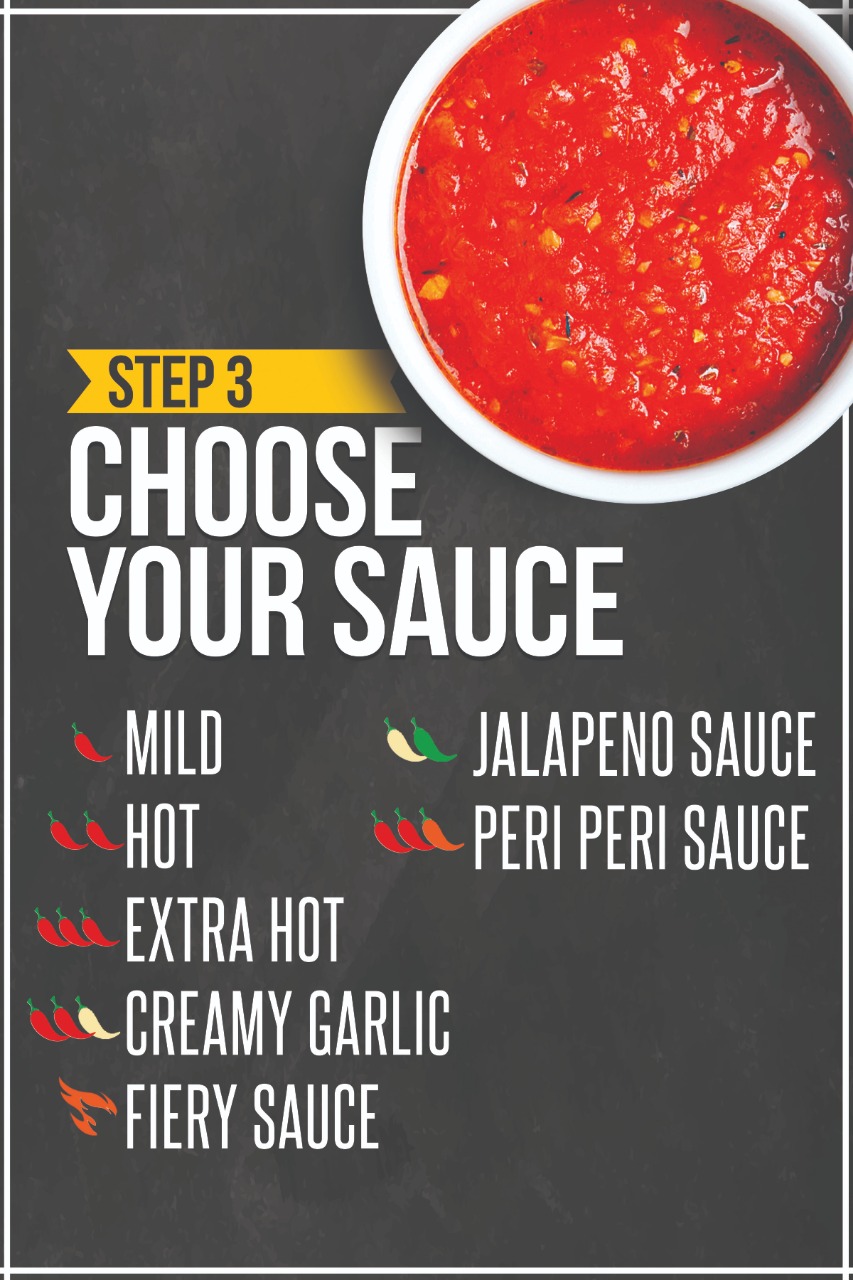 STEP 3
CHOOSE
YOUR SAUCE
MILD
HOT
EXTRA HOT
CREAMY GARLIC
FIERY SAUCE
JALAPENO SAUCE
PERI PERI SAUCE